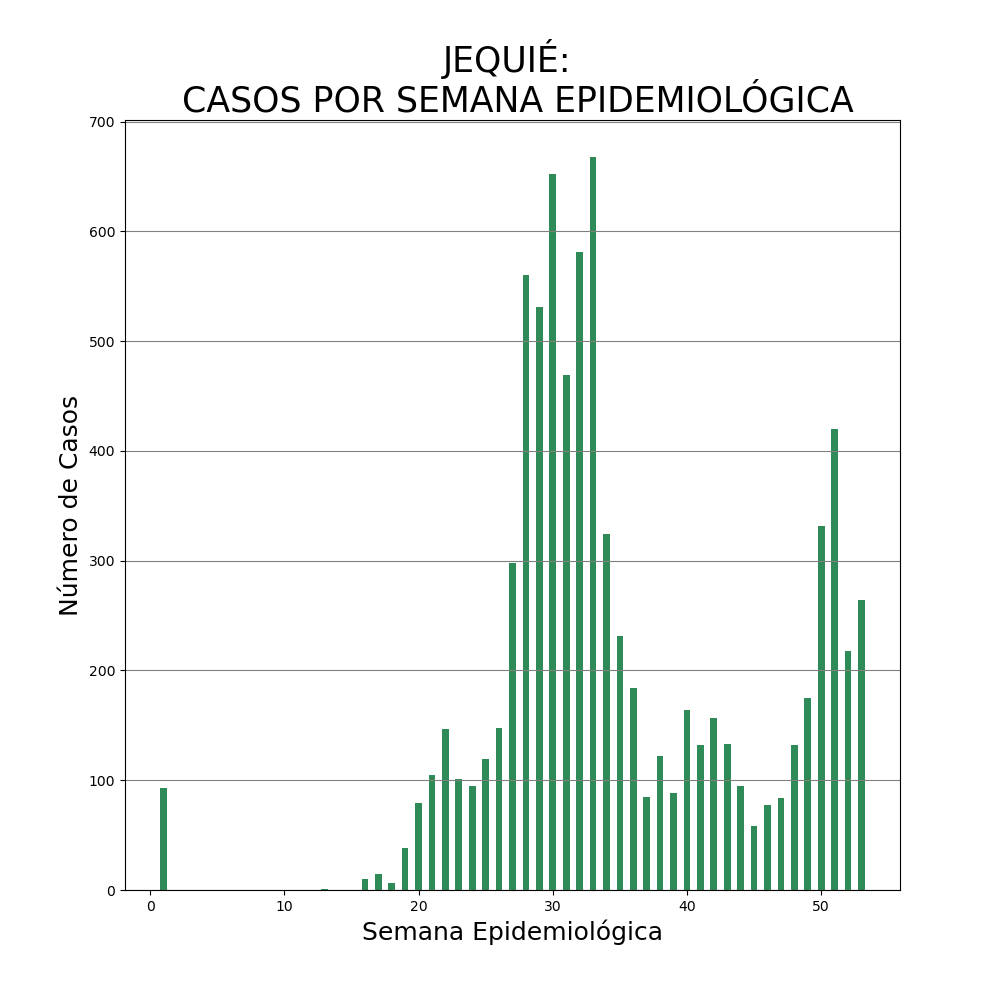 JEQUIÉ:
CASOS POR SEMANA EPIDEMIOLÓGICA
700
600
500
400
300
200
100
0
Número de Casos
0 10 20 30 40 50
Semana Epidemiológica